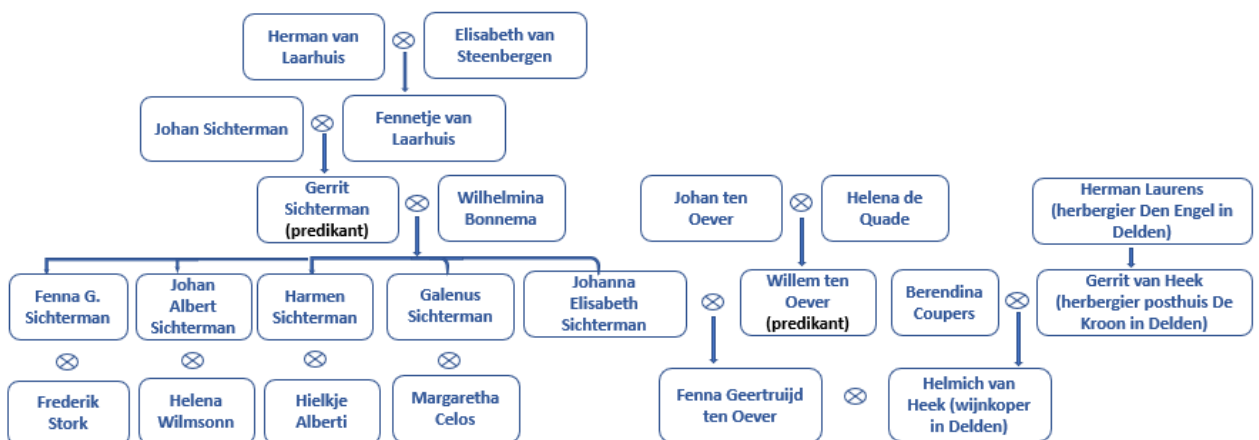 Herman van
Laarhuis
Elisabeth van
Steenbergen
Johan Sichterman
Fennetje van
Laarhuis
Gerrit
Sichterman
(predikant)
Wilhelmina
Bonnema
Johan ten
Oever
Helena de
Quade
Herman Laurens
(herbergier Den Engel in
Delden)
Fenna G.
Sichterman
Johan
Albert
Sichterman
Harmen
Sichterman
Galenus
Sichterman
Johanna
Elisabeth
Sichterman
Willem ten
Oever
(predikant)
Berendina
Coupers
Gerrit van Heek
(herbergier posthuis De
Kroon in Delden)
Frederik
Stork
Helena
Wilmsonn
Hielkje
Alberti
Margaretha
Celos
Fenna Geertruijd
ten Oever
Helmich van
Heek (wijnkoper
in Delden)